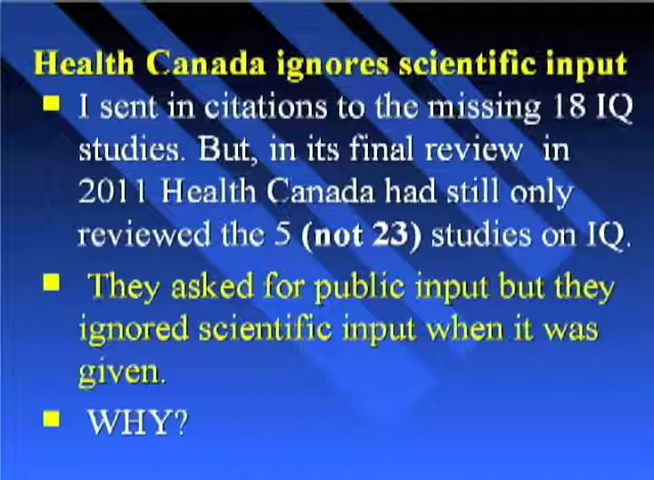 Health Canada ignores scientific input
I sent in citations to the missing 18 IQ
studies. But, in its final review in
2011 Health Canada had still only
reviewed the 5 (not 23) studies on IQ.
They asked for public input but they
ignored scientific input when it was
given.
WHY?